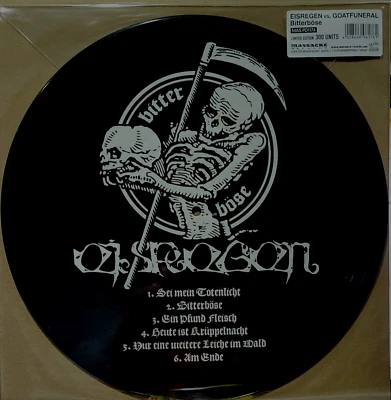 EISREGEN vs. GOATFUNERAL
Bitterböse
LIMITED EDITION 300 UNITS
MASSACRE
bitter
böse
EISREGEN
1. Sei mein Totenlicht
2. Bitterböse
3. Ein Pfund Fleisch
4. Heute ist Krüppelnacht
5. Nur eine weitere Leiche im Wald
6. Am Ende